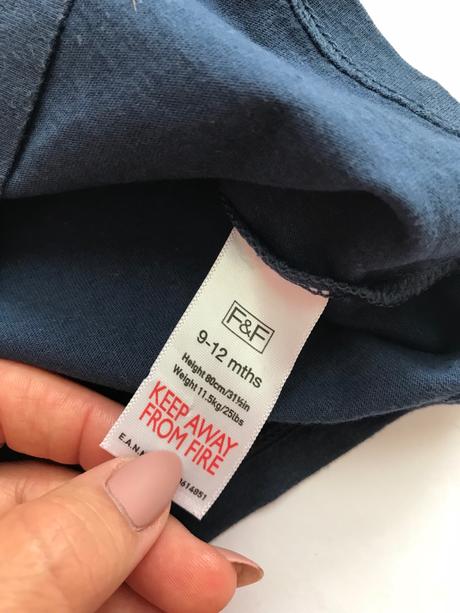 F&F
9-12 mths
Height 80cm/31½in
Weight 11.5kg/25lbs
KEEP AWAY
FROM FIRE